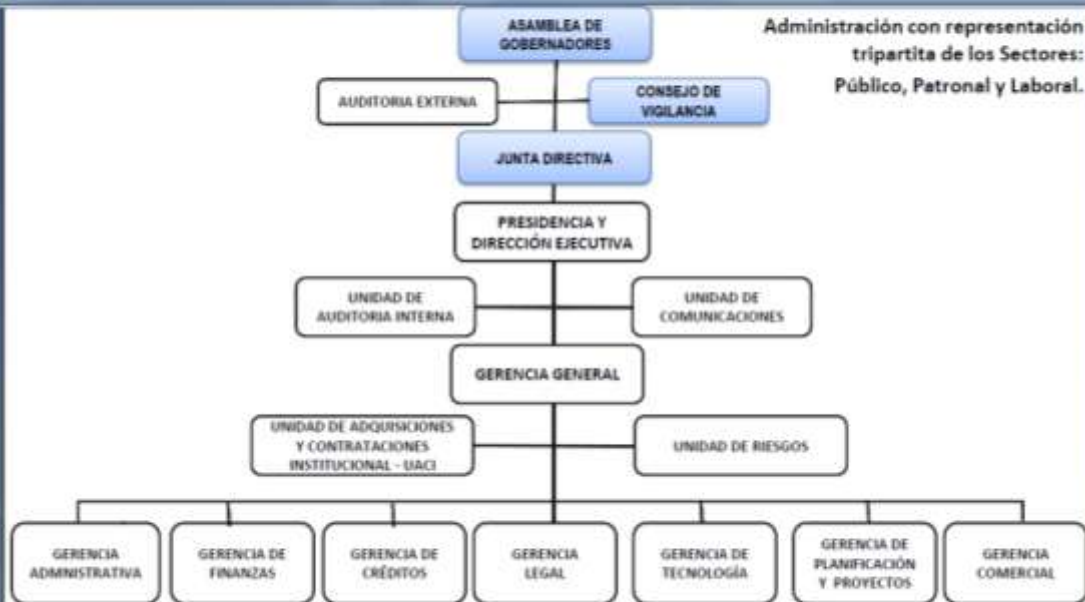 ASAMBLEA DE
GOBERNADORES
Administración con representación
tripartita de los Sectores:
Público, Patronal y Laboral.
AUDITORIA EXTERNA
CONSEJO DE
VIGILANCIA
JUNTA DIRECTIVA
PRESIDENCIA Y
DIRECCIÓN EJECUTIVA
UNIDAD DE
AUDITORIA INTERNA
UNIDAD DE
COMUNICACIONES
GERENCIA GENERAL
UNIDAD DE ADQUISICIONES
Y CONTRATACIONES
INSTITUCIONAL - UACI
UNIDAD DE RIESGOS
GERENCIA
ADMINISTRATIVA
GERENCIA DE
FINANZAS
GERENCIA DE
CRÉDITOS
GERENCIA
LEGAL
GERENCIA DE
TECNOLOGÍA
GERENCIA DE
PLANIFICACIÓN
Y PROYECTOS
GERENCIA
COMERCIAL